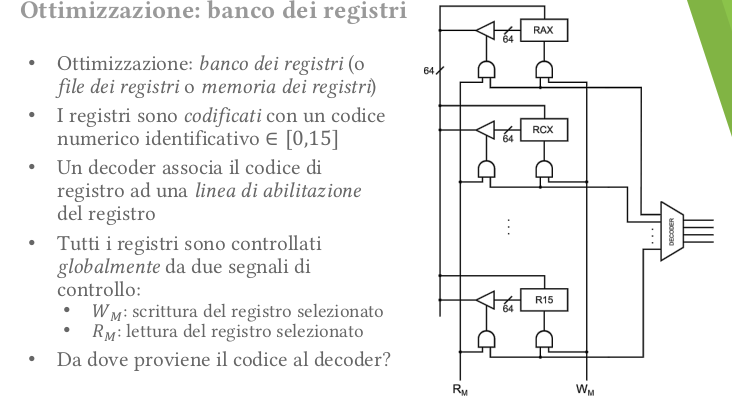 Ottimizzazione: banco dei registri
• Ottimizzazione: banco dei registri (o
file dei registri o memoria dei registri)
• I registri sono codificati con un codice
numerico identificativo ∈ [0,15]
• Un decoder associa il codice di
registro ad una linea di abilitazione
del registro
• Tutti i registri sono controllati
globalmente da due segnali di
controllo:
• W_M: scrittura del registro selezionato
• R_M: lettura del registro selezionato
• Da dove proviene il codice al decoder?
RAX
64
64
RCX
64
DECODER
R15
64
R_M
W_M